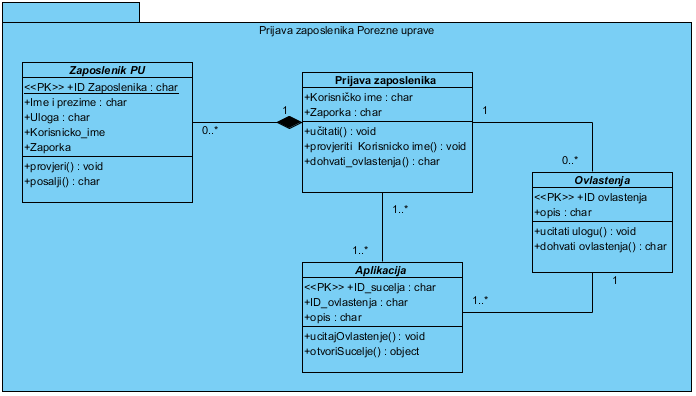 Prijava zaposlenika Porezne uprave
Zaposlenik PU
<<PK>> +ID Zaposlenika : char
+Ime i prezime : char
+Uloga : char
+Korisnicko_ime
+Zaporka
+provjeri() : void
+posalji() : char
0..*
1
Prijava zaposlenika
+Korisničko ime : char
+Zaporka : char
+učitati() : void
+provjeriti  Korisnicko ime() : void
+dohvati_ovlastenja() : char
1
0..*
Ovlastenja
<<PK>> +ID ovlastenja
+opis : char
+ucitati ulogu() : void
+dohvati ovlastenja() : char
1..*
1..*
Aplikacija
<<PK>> +ID_sucelja : char
+ID_ovlastenja : char
+opis : char
+ucitajOvlastenje() : void
+otvoriSucelje() : object
1..*
1